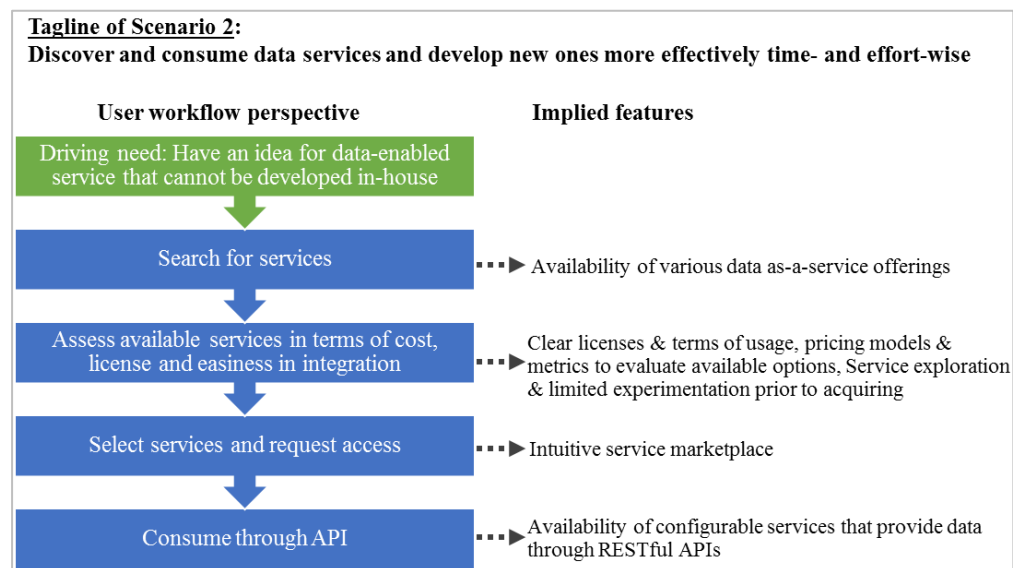 Tagline of Scenario 2:
Discover and consume data services and develop new ones more effectively time- and effort-wise
User workflow perspective
Implied features
Driving need: Have an idea for data-enabled
service that cannot be developed in-house
Search for services
Availability of various data as-a-service offerings
Assess available services in terms of cost,
license and easiness in integration
Clear licenses & terms of usage, pricing models &
metrics to evaluate available options, Service exploration
& limited experimentation prior to acquiring
Select services and request access
Intuitive service marketplace
Consume through API
Availability of configurable services that provide data
through RESTful APIs